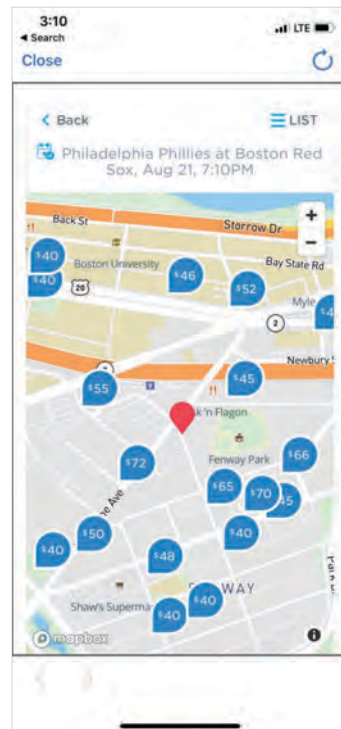 3:10
LTE
Search
Close
Back
LIST
Philadelphia Phillies at Boston Red
Sox, Aug 21, 7:10PM
Back St
Storrow Dr
+
−
$40
Boston University
Bay State Rd
$46
$40
20
$52
Myle
2
Newbury
$45
$55
k 'n Flagon
$72
Fenway Park
$66
$65
$70
$50
$40
$40
$48
WAY
Shaw's Superma
$40
$40
mapbox